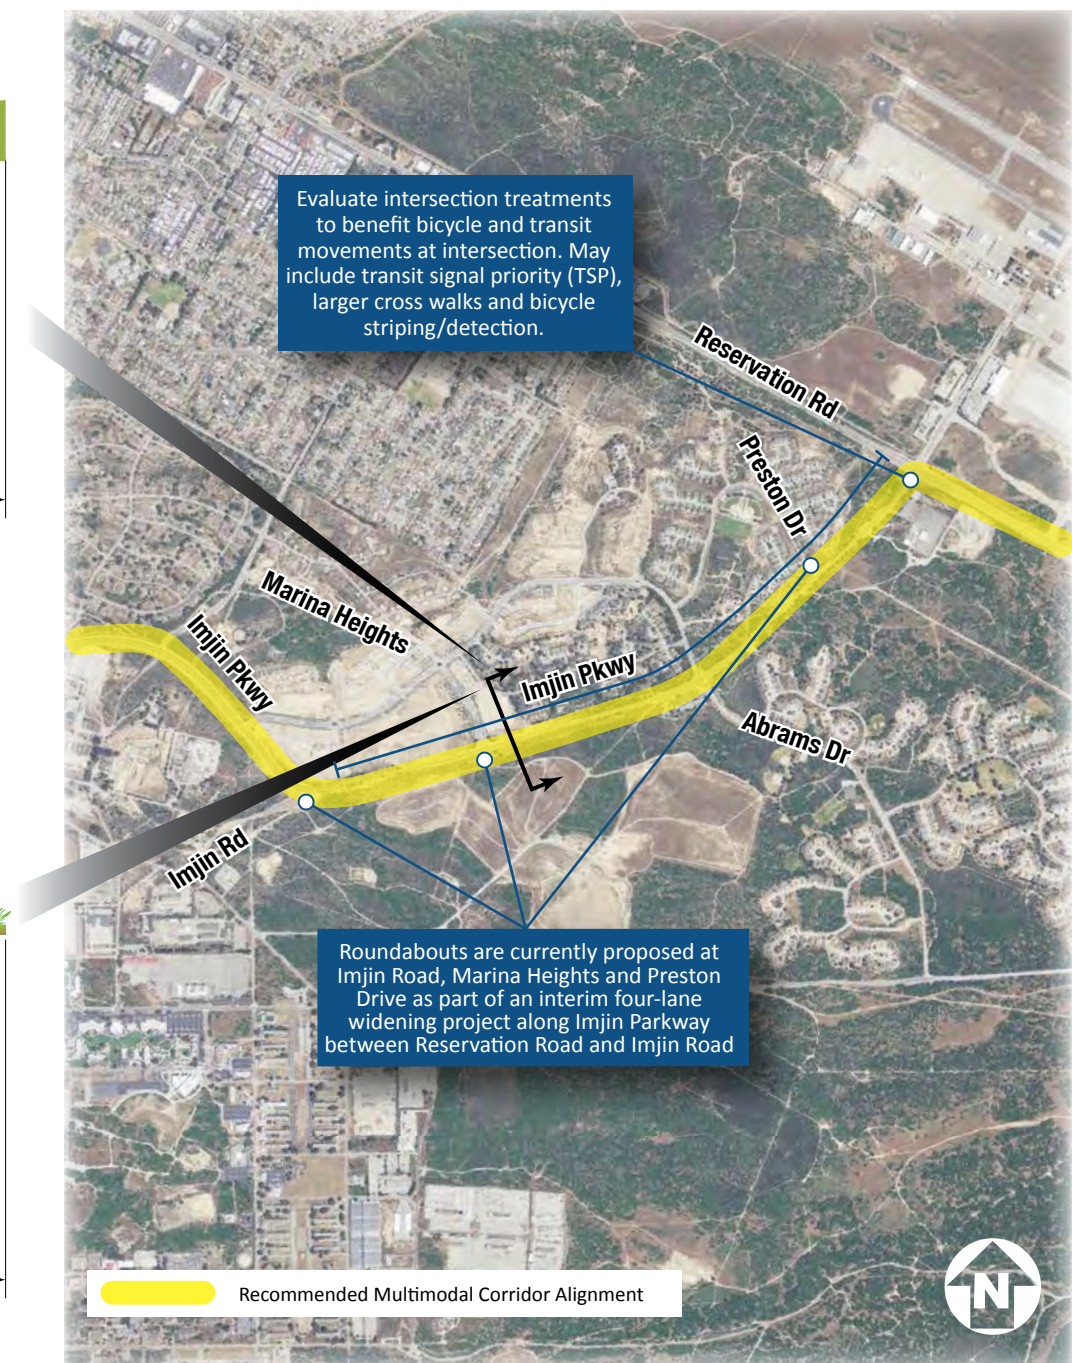 Evaluate intersection treatments
to benefit bicycle and transit
movements at intersection. May
include transit signal priority (TSP),
larger cross walks and bicycle
striping/detection.
Reservation Rd
Preston Dr
Marina Heights
Imjin Pkwy
Imjin Pkwy
Abrams Dr
Imjin Rd
Roundabouts are currently proposed at
Imjin Road, Marina Heights and Preston
Drive as part of an interim four-lane
widening project along Imjin Parkway
between Reservation Road and Imjin Road
Recommended Multimodal Corridor Alignment
N